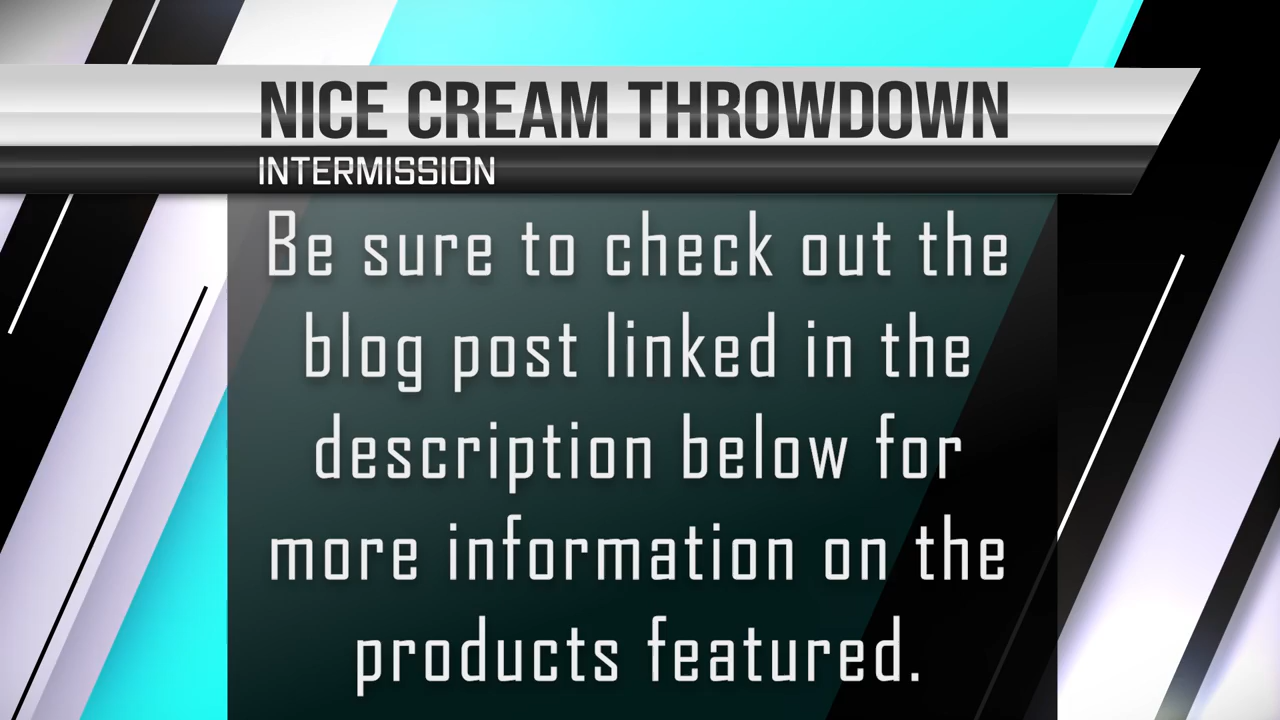 NICE CREAM THROWDOWN
INTERMISSION
Be sure to check out the
blog post linked in the
description below for
more information on the
products featured.